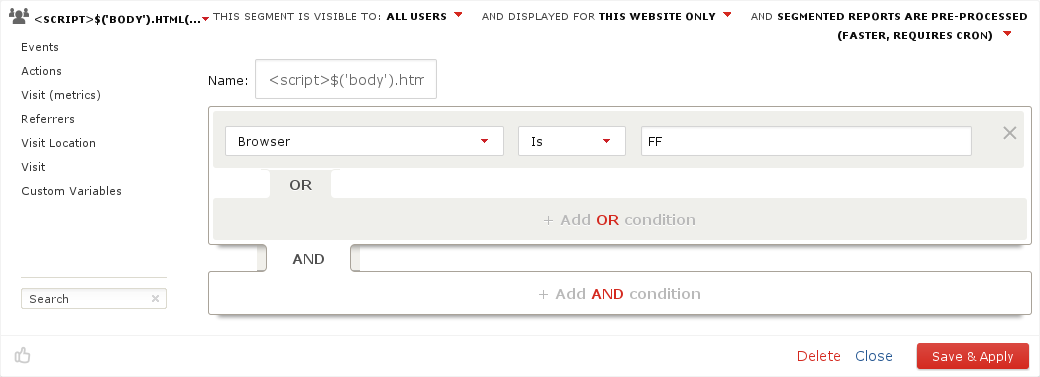 <SCRIPT>$('BODY').HTML(... THIS SEGMENT IS VISIBLE TO: ALL USERS AND DISPLAYED FOR THIS WEBSITE ONLY AND SEGMENTED REPORTS ARE PRE-PROCESSED
(FASTER, REQUIRES CRON)
Events
Actions
Visit (metrics)
Referrers
Visit Location
Visit
Custom Variables
Search
Name: <script>$('body').htm
Browser Is FF
OR
+ Add OR condition
AND
+ Add AND condition
Delete Close Save & Apply